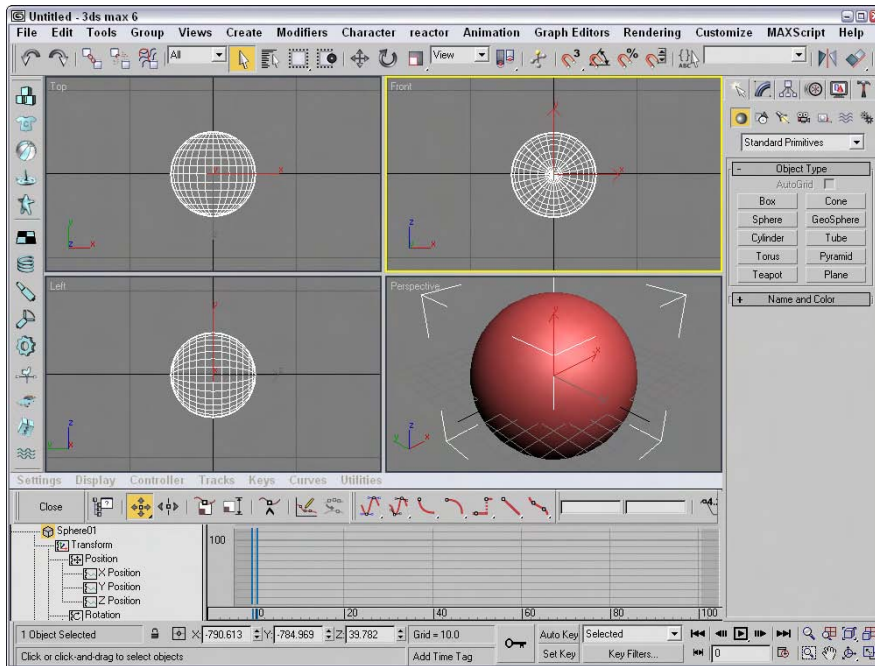 Untitled - 3ds max 6
File Edit Tools Group Views Create Modifiers Character reactor Animation Graph Editors Rendering Customize MAXScript Help
All View
Top
Front
Standard Primitives
- Object Type
AutoGrid
Box Cone
Sphere GeoSphere
Cylinder Tube
Torus Pyramid
Teapot Plane
+ Name and Color
Left
Perspective
Settings Display Controller Tracks Keys Curves Utilities
Close
Sphere01
Transform
Position
X Position
Y Position
Z Position
Rotation
100
0 20 40 60 80 100
1 Object Selected X: -790.613 Y: -784.969 Z: 39.782 Grid = 10.0 Auto Key Selected
Click or click-and-drag to select objects Add Time Tag Set Key Key Filters... 0